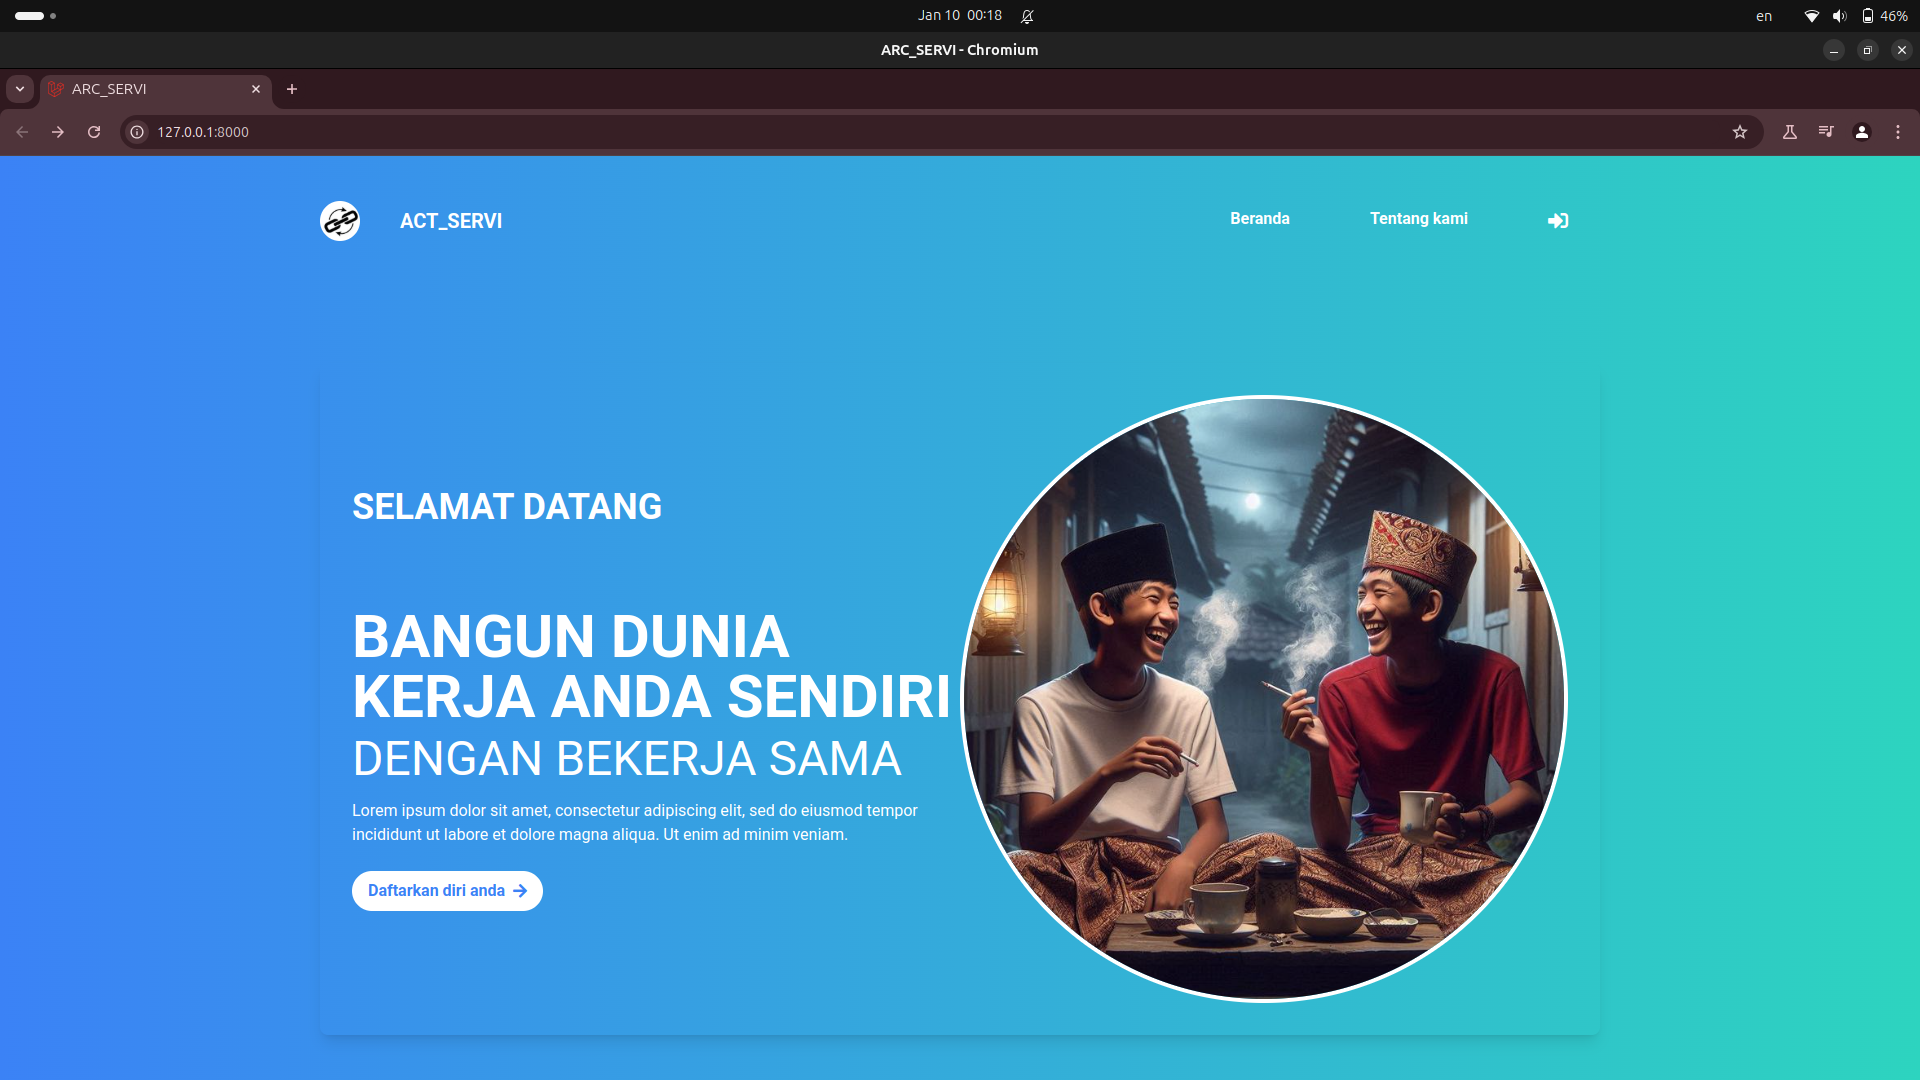 Jan 10 00:18
en
46%
ARC_SERVI - Chromium
ARC_SERVI
127.0.0.1:8000
ACT_SERVI
Beranda
Tentang kami
SELAMAT DATANG
BANGUN DUNIA
KERJA ANDA SENDIRI
DENGAN BEKERJA SAMA
Lorem ipsum dolor sit amet, consectetur adipiscing elit, sed do eiusmod tempor
incididunt ut labore et dolore magna aliqua. Ut enim ad minim veniam.
Daftarkan diri anda